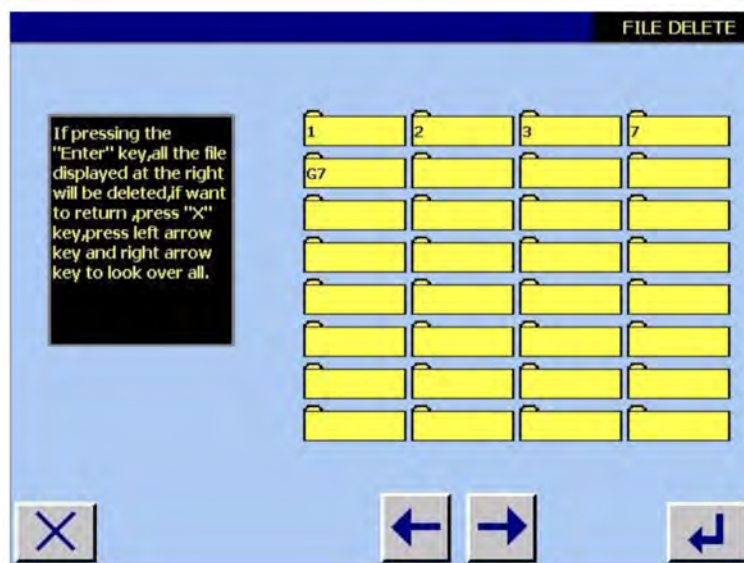 FILE DELETE
If pressing the
"Enter" key,all the file
displayed at the right
will be deleted,if want
to return ,press "X"
key,press left arrow
key and right arrow
key to look over all.
1 2 3 7
G7